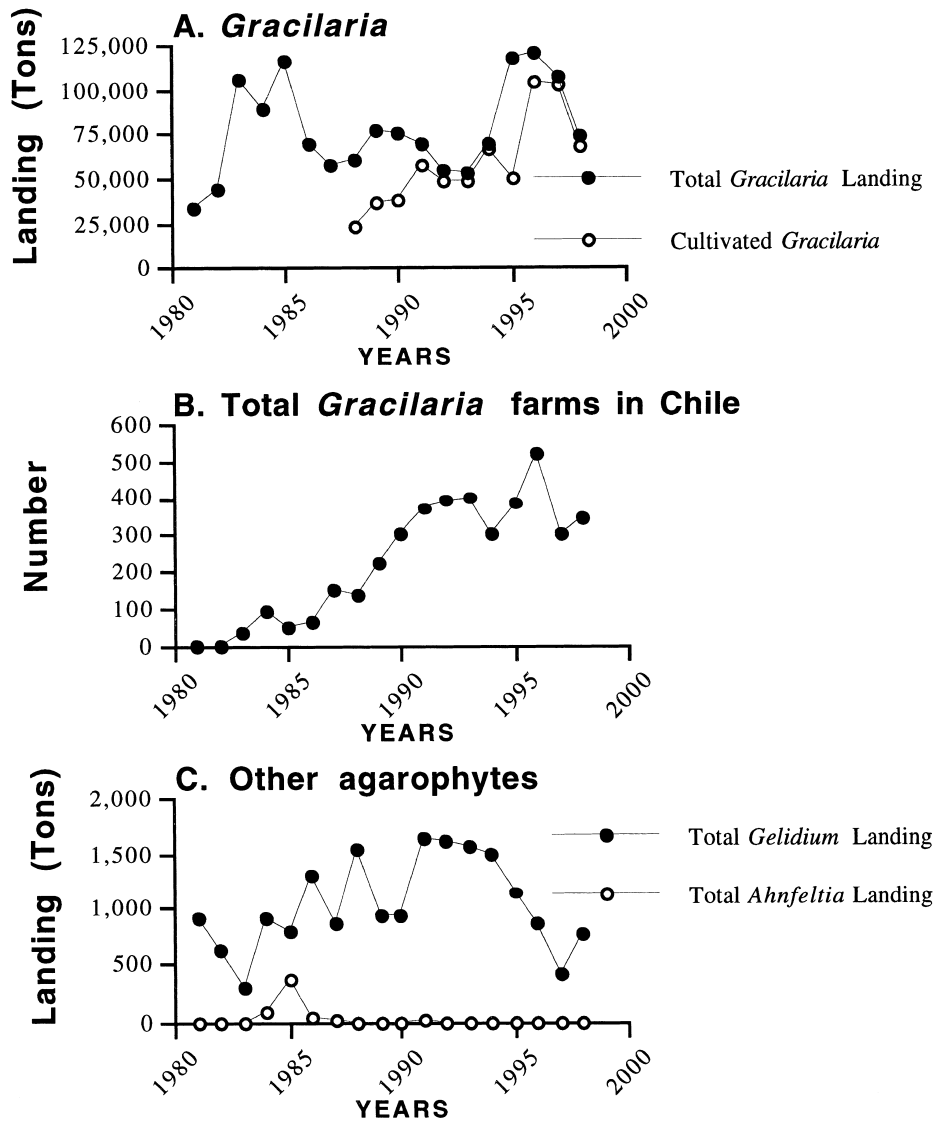 A. Gracilaria
Landing (Tons)
125,000
100,000
75,000
50,000
25,000
0
Total Gracilaria Landing
Cultivated Gracilaria
1980
1985
1990
1995
2000
YEARS
B. Total Gracilaria farms in Chile
Number
600
500
400
300
200
100
0
1980
1985
1990
1995
2000
YEARS
C. Other agarophytes
Landing (Tons)
2,000
1,500
1,000
500
0
Total Gelidium Landing
Total Ahnfeltia Landing
1980
1985
1990
1995
2000
YEARS